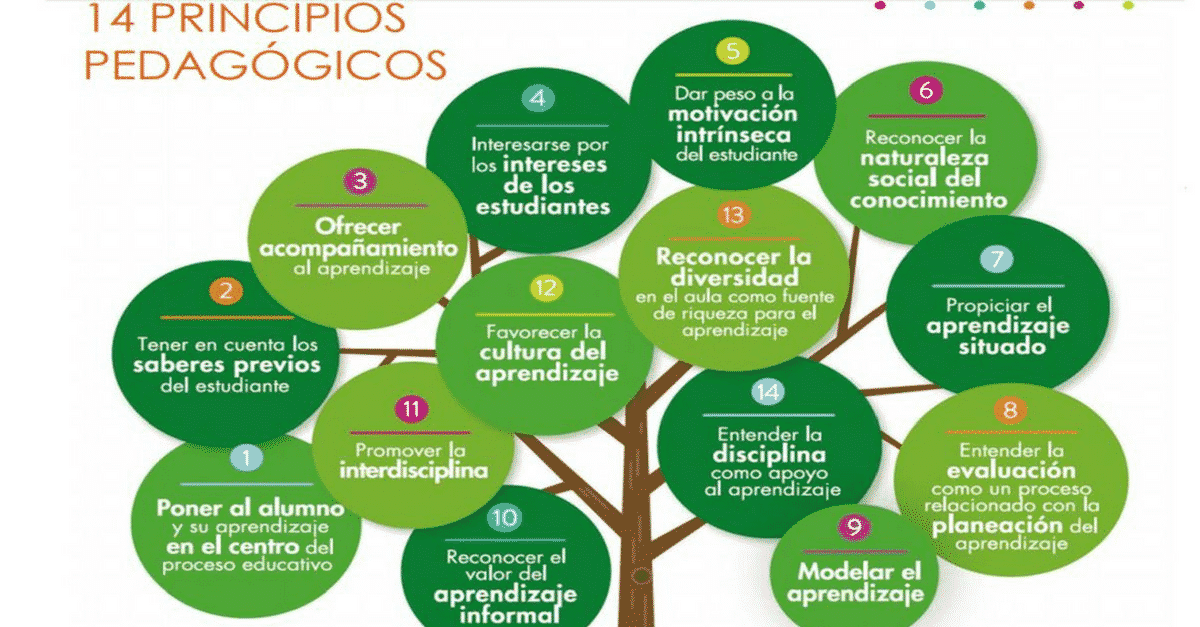 14 PRINCIPIOS
PEDAGÓGICOS
1
Poner al alumno
y su aprendizaje
en el centro del
proceso educativo
2
Tener en cuenta los
saberes previos
del estudiante
3
Ofrecer
acompañamiento
al aprendizaje
4
Interesarse por
los intereses
de los
estudiantes
5
Dar peso a la
motivación
intrínseca
del estudiante
6
Reconocer la
naturaleza
social del
conocimiento
7
Propiciar el
aprendizaje
situado
8
Entender la
evaluación
como un proceso
relacionado con la
planeación del
aprendizaje
9
Modelar el
aprendizaje
10
Reconocer el
valor del
aprendizaje
informal
11
Promover la
interdisciplina
12
Favorecer la
cultura del
aprendizaje
13
Reconocer la
diversidad
en el aula como fuente
de riqueza para el
aprendizaje
14
Entender la
disciplina
como apoyo
al aprendizaje